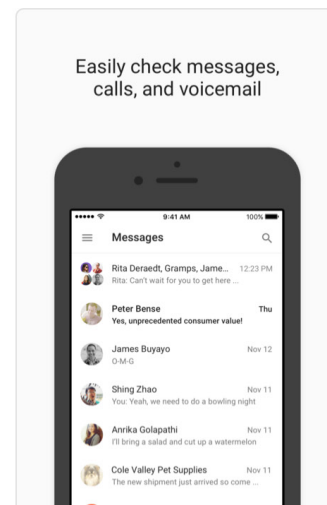 Easily check messages,
calls, and voicemail
9:41 AM 100%
Messages
Rita Deraedt, Gramps, Jame... 12:23 PM
Rita: Can't wait for you to get here ...
Peter Bense Thu
Yes, unprecedented consumer value!
James Buyayo Nov 12
O-M-G
Shing Zhao Nov 11
You: Yeah, we need to do a bowling night
Anrika Golapathi Nov 11
I'll bring a salad and cut up a watermelon
Cole Valley Pet Supplies Nov 11
The new shipment just arrived so come ...